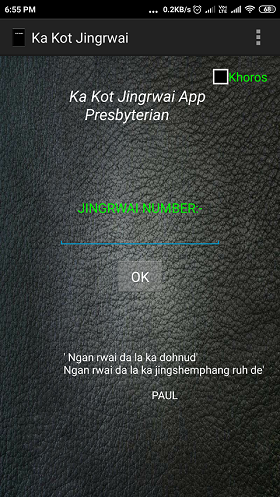 6:55 PM
... 0.2KB/s
68
Ka Kot Jingrwai
Khoros
Ka Kot Jingrwai App
Presbyterian
JINGRWAI NUMBER:-
OK
' Ngan rwai da la ka dohnud'
Ngan rwai da la ka jingshemphang ruh de'
PAUL